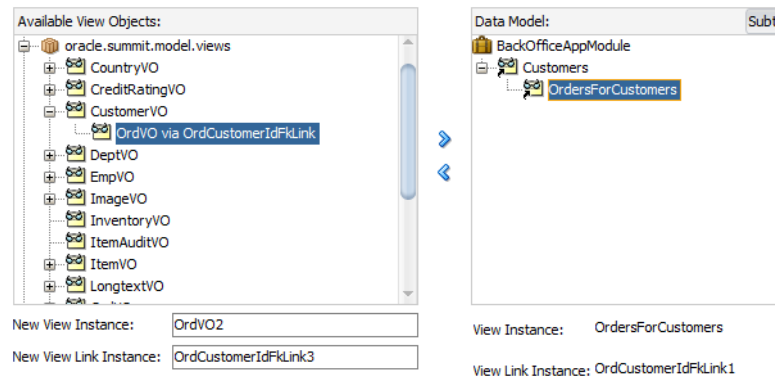 Available View Objects:
oracle.summit.model.views
CountryVO
CreditRatingVO
CustomerVO
OrdVO via OrdCustomerIdFkLink
DeptVO
EmpVO
ImageVO
InventoryVO
ItemAuditVO
ItemVO
LongtextVO
New View Instance: OrdVO2
New View Link Instance: OrdCustomerIdFkLink3
Data Model: Subt
BackOfficeAppModule
Customers
OrdersForCustomers
View Instance: OrdersForCustomers
View Link Instance: OrdCustomerIdFkLink1